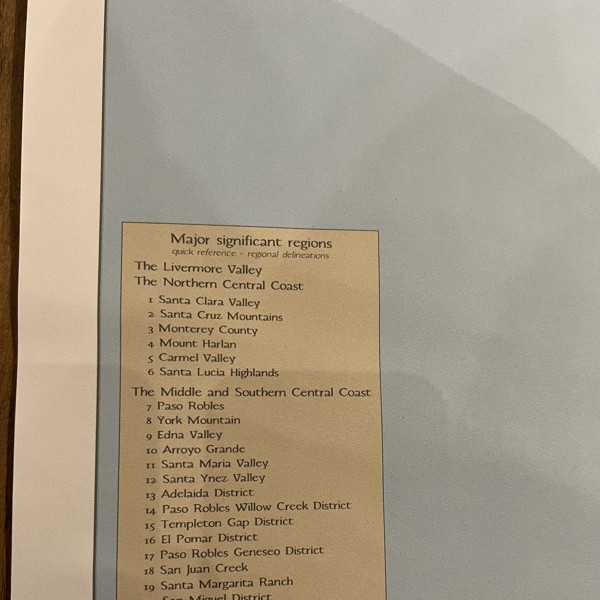 Major significant regions
quick reference - regional delineations
The Livermore Valley
The Northern Central Coast
1 Santa Clara Valley
2 Santa Cruz Mountains
3 Monterey County
4 Mount Harlan
5 Carmel Valley
6 Santa Lucia Highlands
The Middle and Southern Central Coast
7 Paso Robles
8 York Mountain
9 Edna Valley
10 Arroyo Grande
11 Santa Maria Valley
12 Santa Ynez Valley
13 Adelaida District
14 Paso Robles Willow Creek District
15 Templeton Gap District
16 El Pomar District
17 Paso Robles Geneseo District
18 San Juan Creek
19 Santa Margarita Ranch
San Miguel District